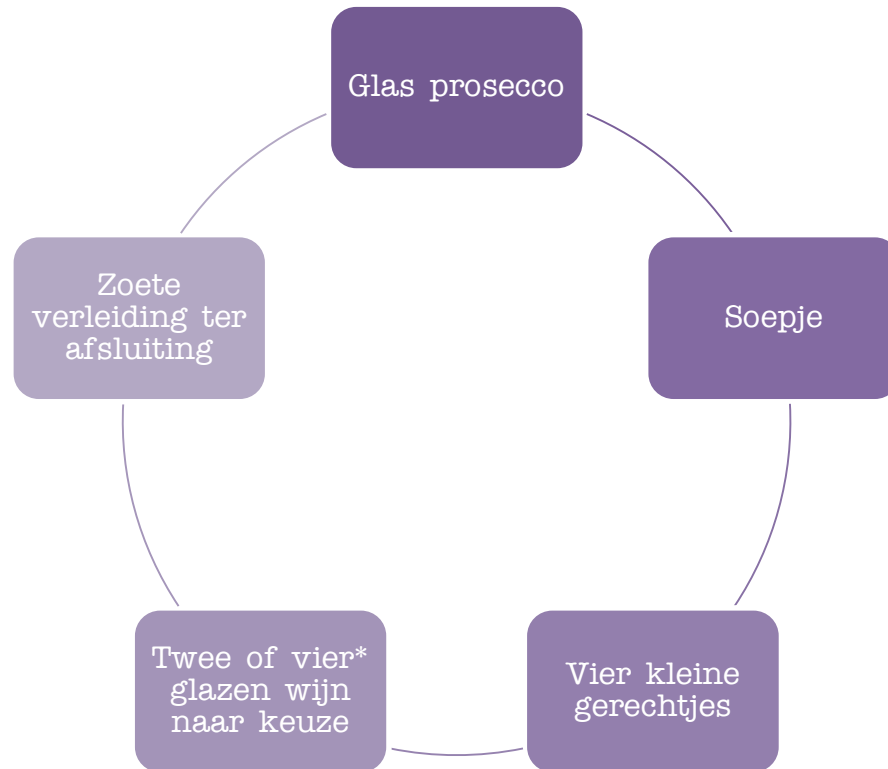 Glas prosecco
Soepje
Vier kleine
gerechtjes
Twee of vier*
glazen wijn
naar keuze
Zoete
verleiding ter
afsluiting